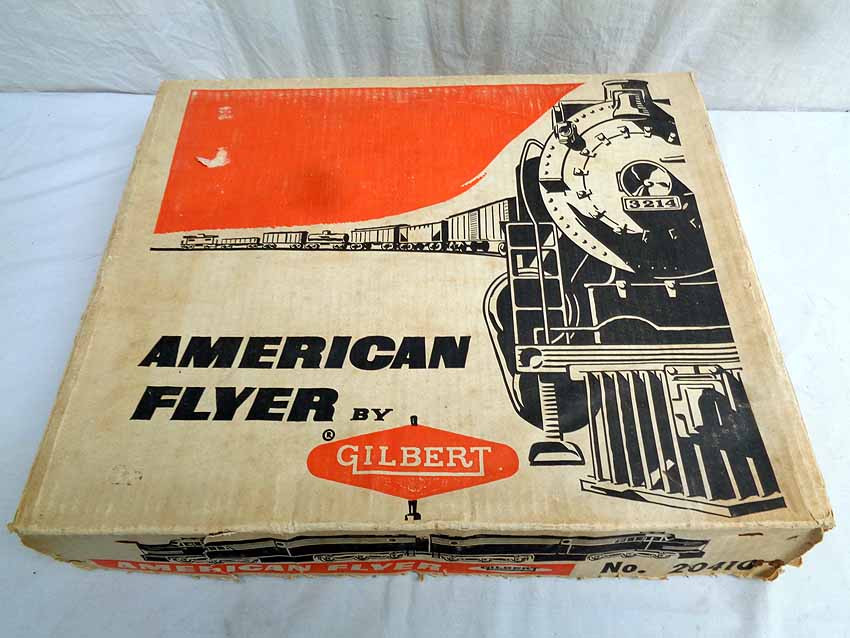 3214
AMERICAN
FLYER BY
® GILBERT
AMERICAN FLYER GILBERT No. 20410